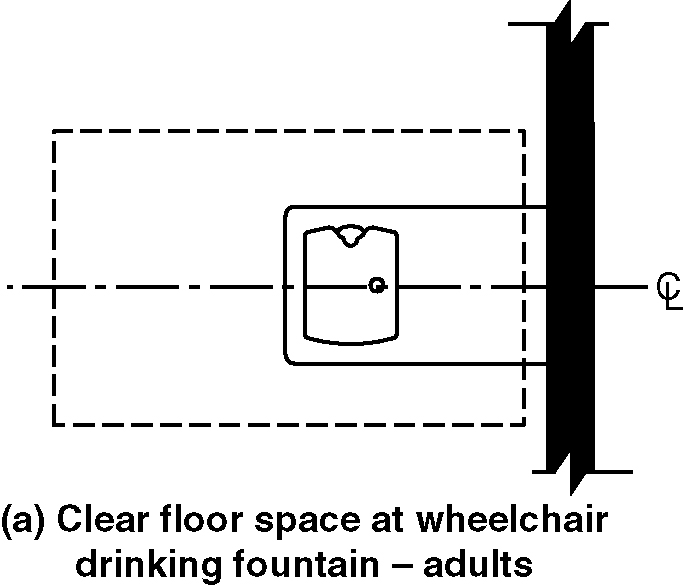 ℄
(a) Clear floor space at wheelchair
drinking fountain – adults